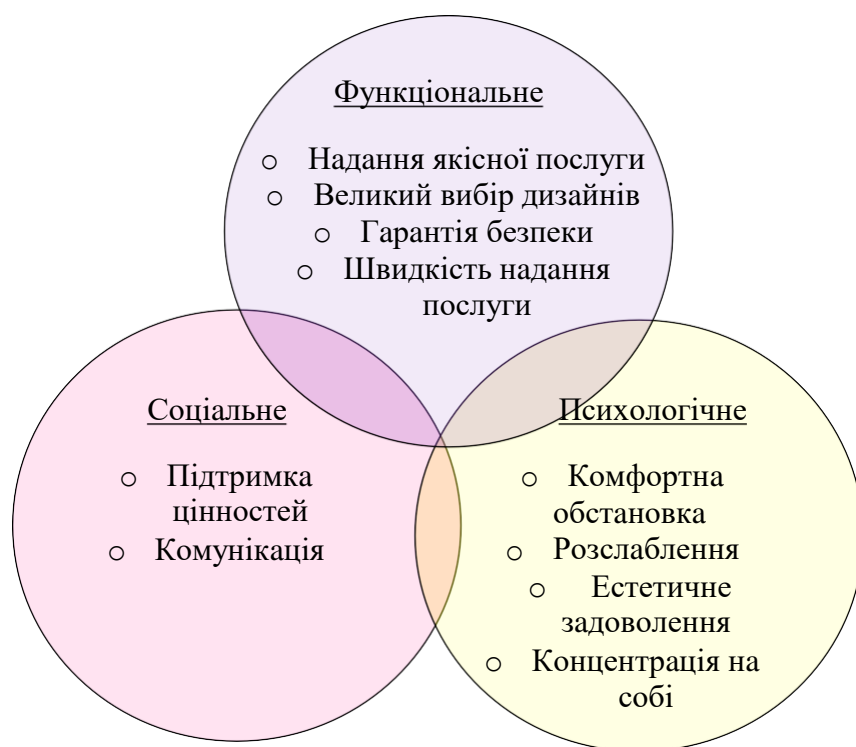 Функціональне
o Надання якісної послуги
o Великий вибір дизайнів
o Гарантія безпеки
o Швидкість надання
послуги
Соціальне
o Підтримка
цінностей
o Комунікація
Психологічне
o Комфортна
обстановка
o Розслаблення
o Естетичне
задоволення
o Концентрація на
собі